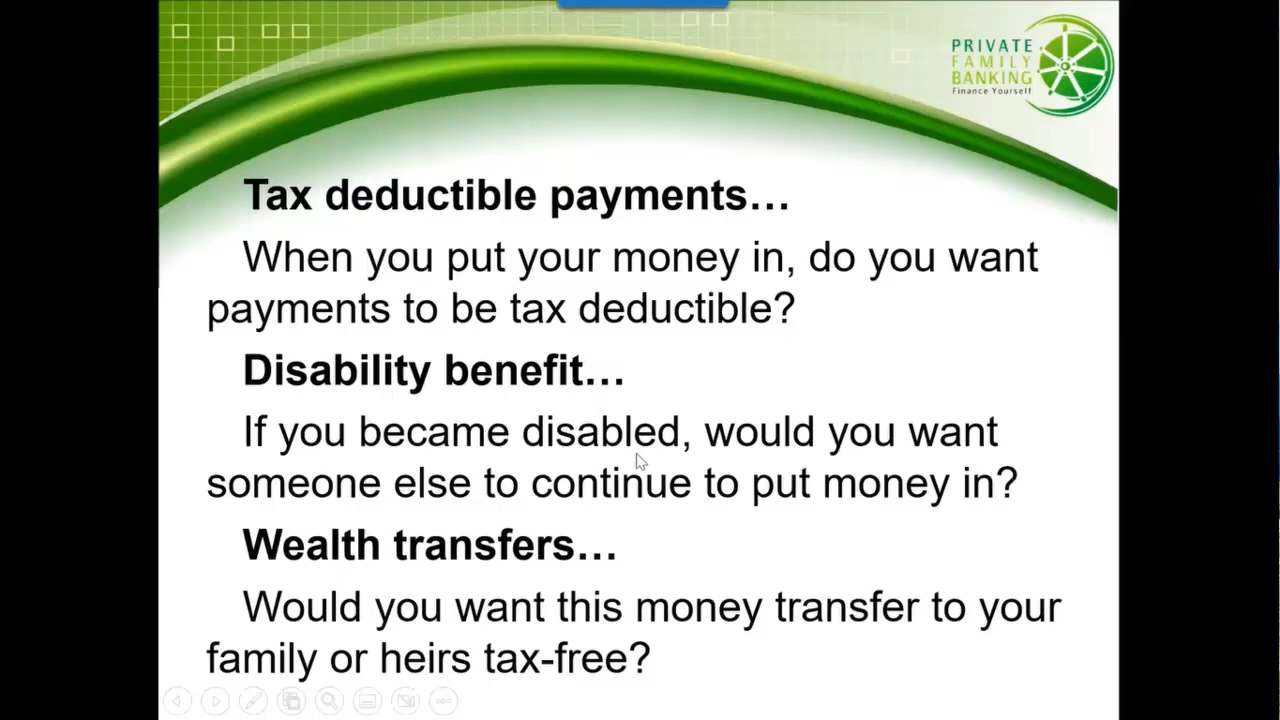 PRIVATE
FAMILY
BANKING
Finance Yourself
Tax deductible payments…
When you put your money in, do you want
payments to be tax deductible?
Disability benefit…
If you became disabled, would you want
someone else to continue to put money in?
Wealth transfers…
Would you want this money transfer to your
family or heirs tax-free?